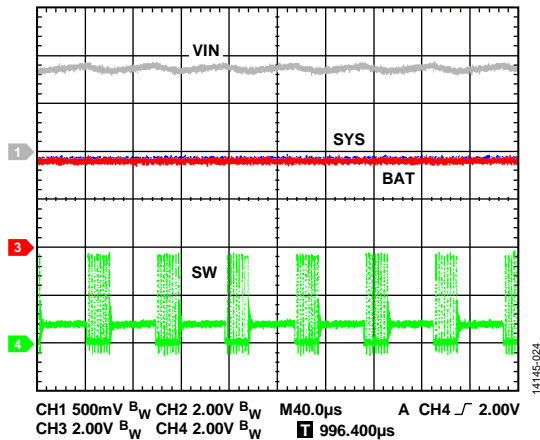 VIN
1
SYS
BAT
3
SW
4
14145-024
CH1 500mV BW CH2 2.00V BW M40.0µs A CH4 2.00V
CH3 2.00V BW CH4 2.00V BW T 996.400µs